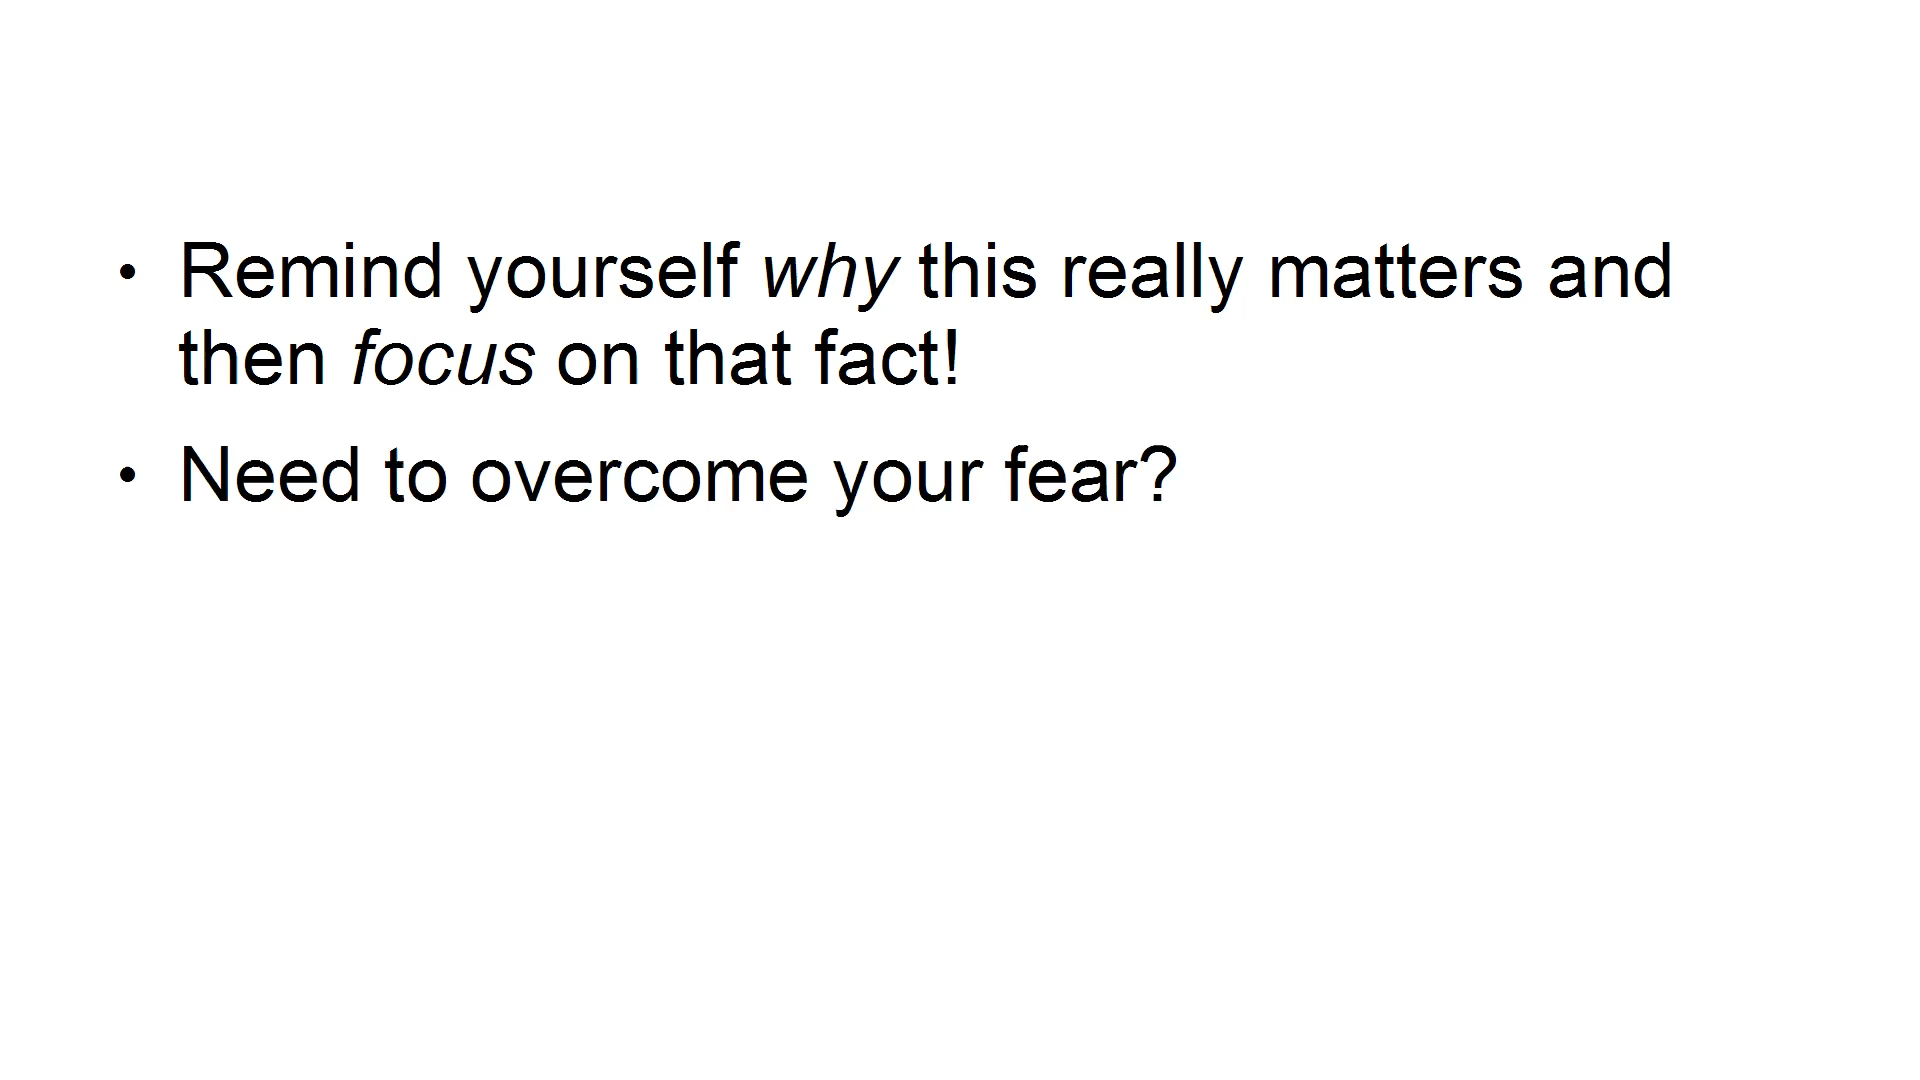 • Remind yourself why this really matters and
then focus on that fact!
• Need to overcome your fear?